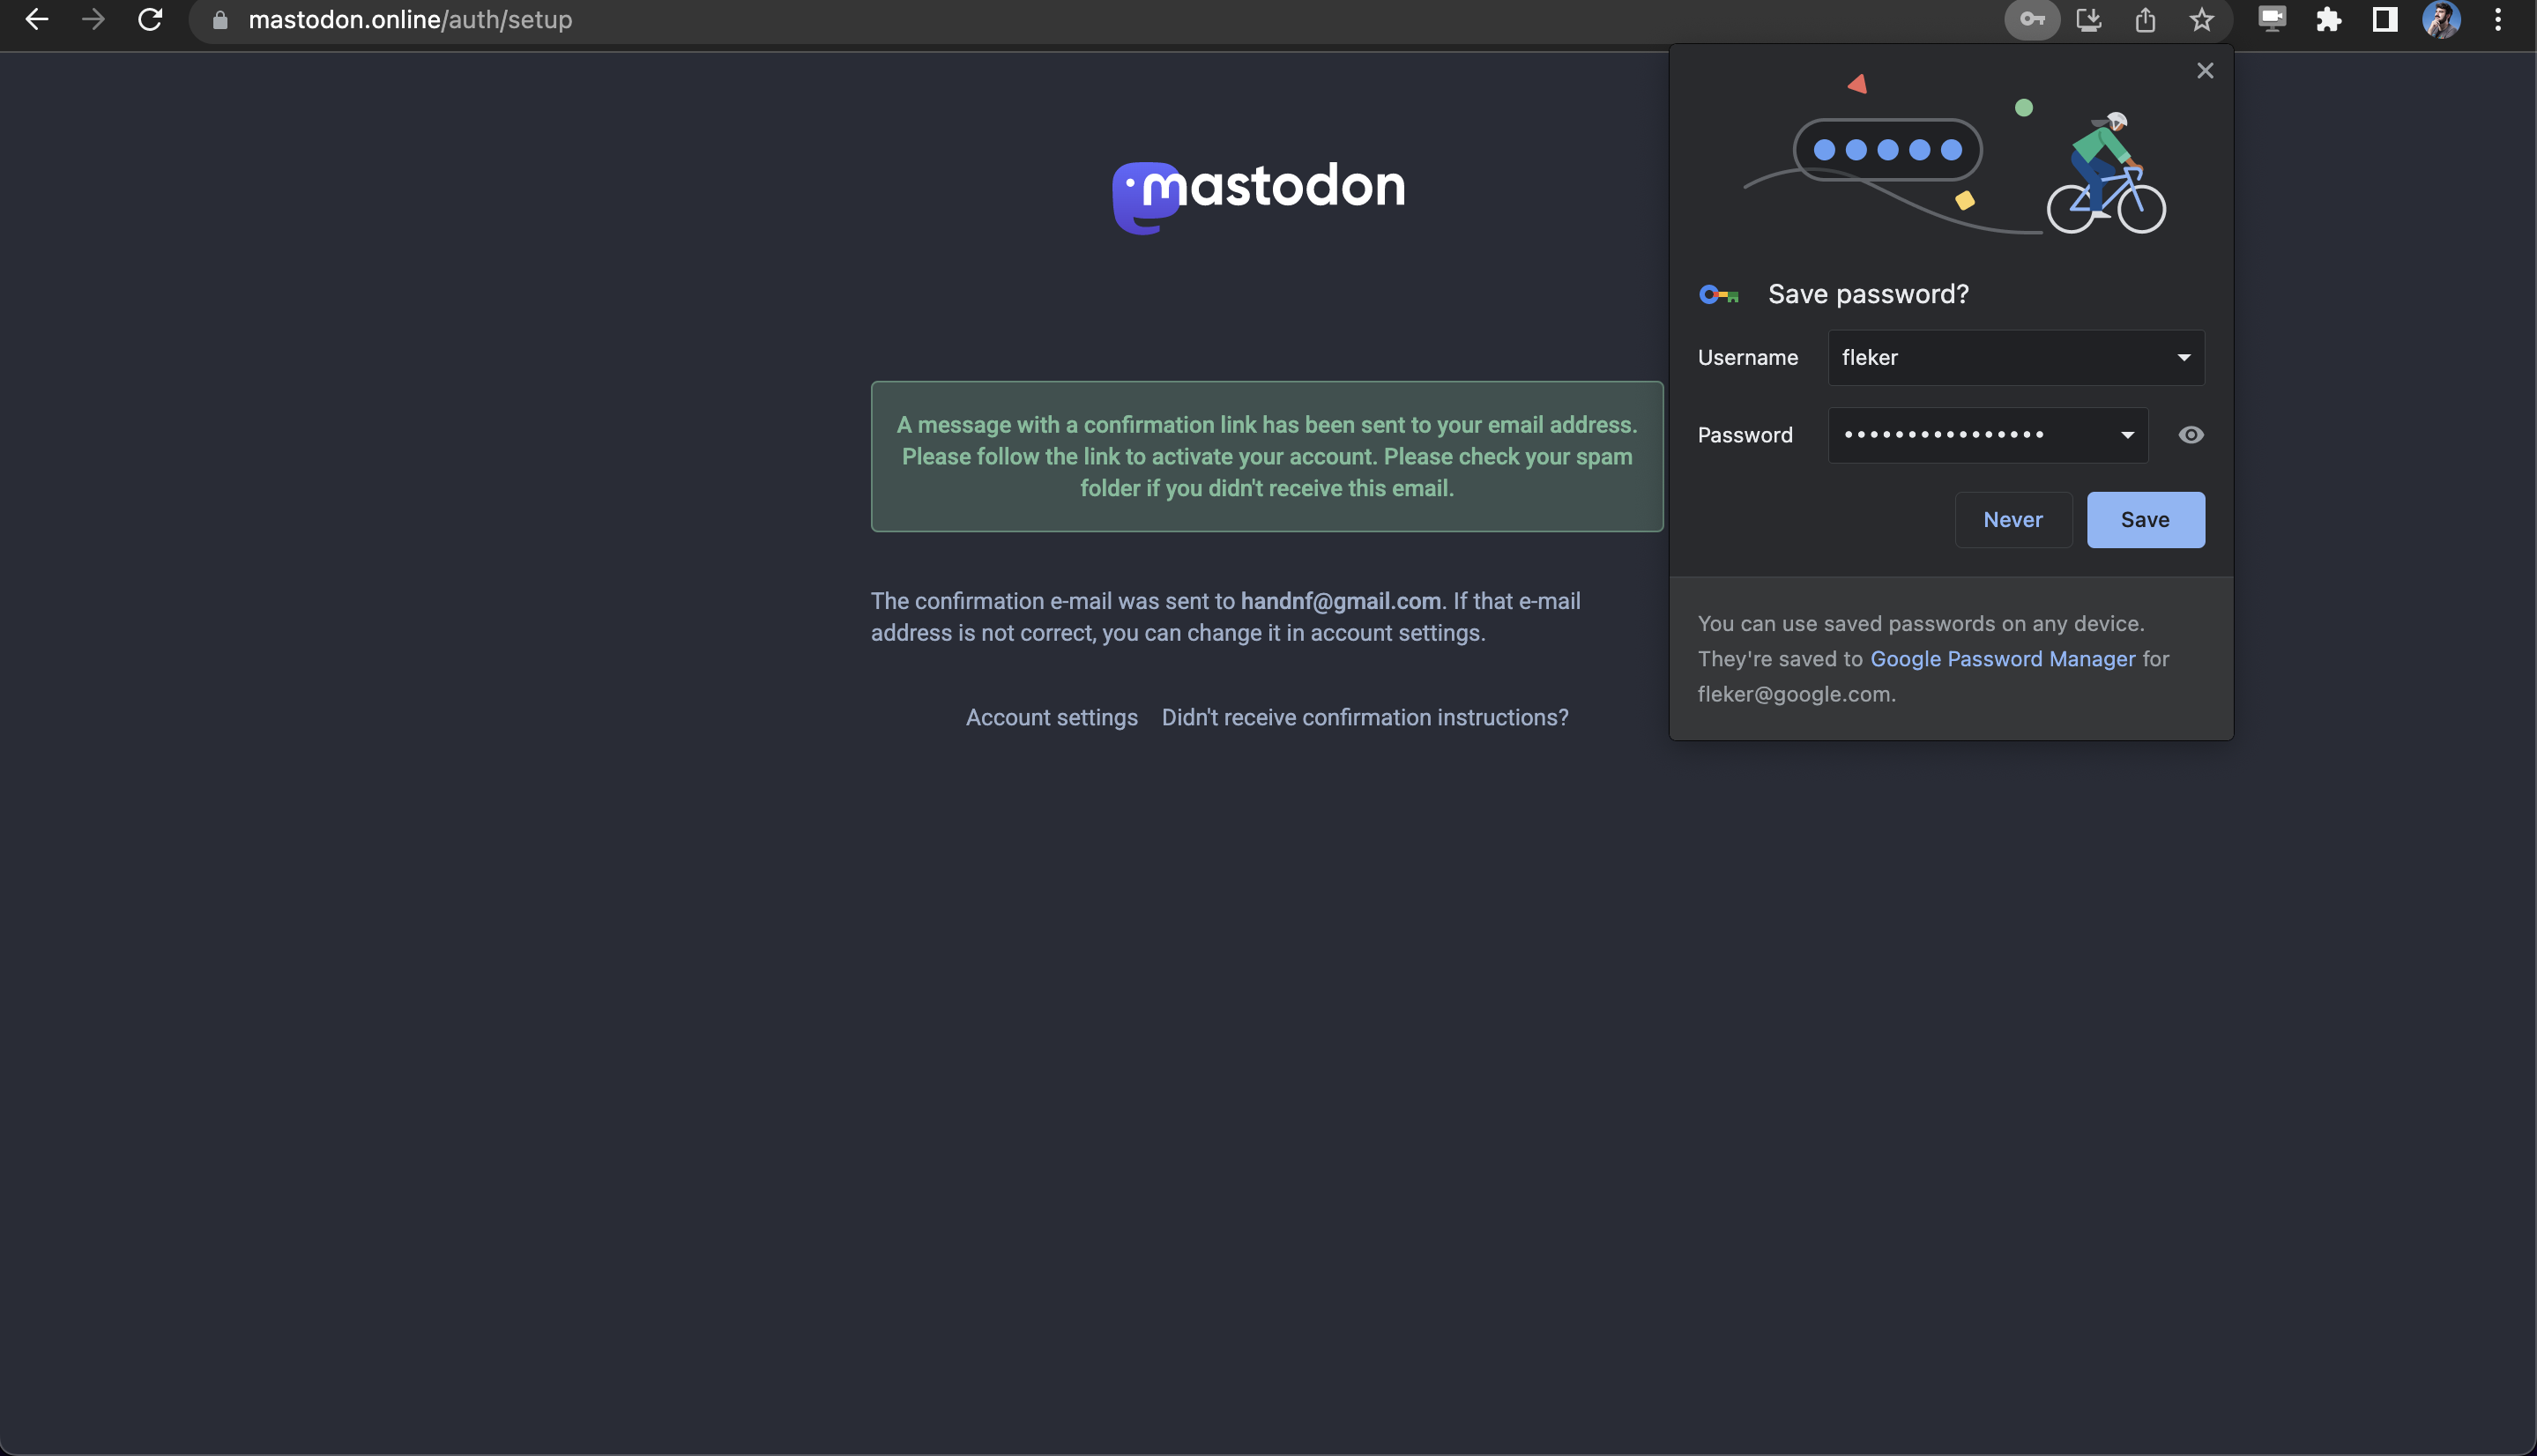 mastodon.online/auth/setup
mastodon
A message with a confirmation link has been sent to your email address.
Please follow the link to activate your account. Please check your spam
folder if you didn't receive this email.
The confirmation e-mail was sent to handnf@gmail.com. If that e-mail
address is not correct, you can change it in account settings.
Account settings Didn't receive confirmation instructions?
Save password?
Username fleker
Password •••••••••••••••• 
Never Save
You can use saved passwords on any device.
They're saved to Google Password Manager for
fleker@google.com.